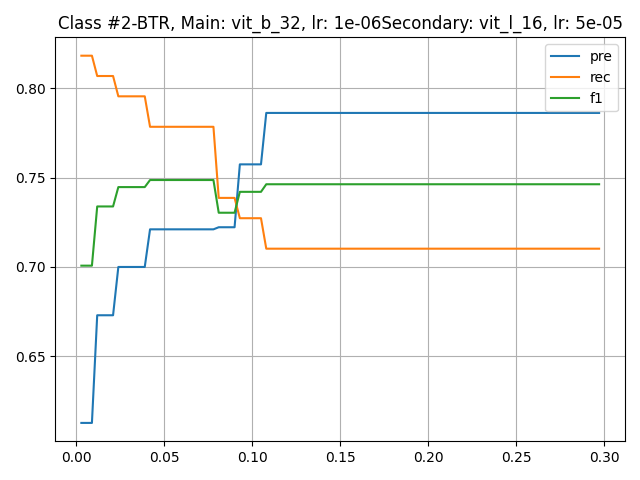 Class #2-BTR, Main: vit_b_32, lr: 1e-06Secondary: vit_l_16, lr: 5e-05
pre
rec
f1
0.80
0.75
0.70
0.65
0.00 0.05 0.10 0.15 0.20 0.25 0.30